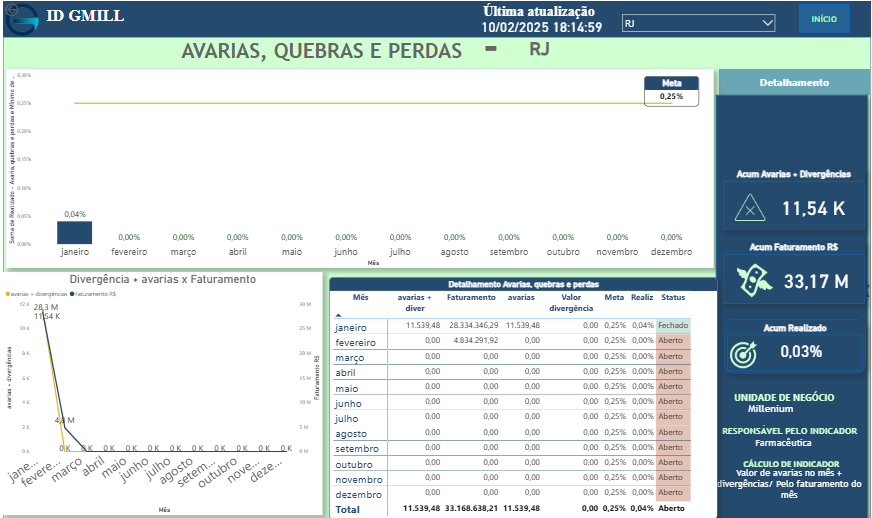 ID GMILL
Última atualização
10/02/2025 18:14:59
RJ
INÍCIO
AVARIAS, QUEBRAS E PERDAS - RJ
Soma de Realizado - Avaria, quebras e perdas e Mínimo de ...
0,30%
0,25%
0,20%
0,15%
0,10%
0,05%
0,00%
Meta
0,25%
0,04% 0,00% 0,00% 0,00% 0,00% 0,00% 0,00% 0,00% 0,00% 0,00% 0,00% 0,00%
janeiro fevereiro março abril maio junho julho agosto setembro outubro novembro dezembro
Mês
Detalhamento
Acum Avarias + Divergências
11,54 K
Acum Faturamento R$
33,17 M
Acum Realizado
0,03%
UNIDADE DE NEGÓCIO
Millenium
RESPONSÁVEL PELO INDICADOR
Farmacêutica
CÁLCULO DE INDICADOR
Valor de avarias no mês +
divergências/ Pelo faturamento do
mês
Divergência + avarias x Faturamento
avarias + divergências faturamento R$
avarias + divergências
12 K
10 K
8 K
6 K
4 K
2 K
0 K
28,3 M
11,54 K
4,8 M
0 K 0 K 0 K 0 K 0 K 0 K 0 K 0 K 0 K 0 K 0 K
30 M
25 M
20 M
15 M
10 M
5 M
0 M
Faturamento R$
jane... fevere... março abril maio junho julho agosto setem... outubro nove... deze...
Mês
Detalhamento Avarias, quebras e perdas
Mês avarias + diver Faturamento avarias Valor divergência Meta Realiz Status
janeiro 11.539,48 28.334.346,29 11.539,48 0,00 0,25% 0,04% Fechado
fevereiro 0,00 4.834.291,92 0,00 0,00 0,25% 0,00% Aberto
março 0,00 0,00 0,00 0,00 0,25% 0,00% Aberto
abril 0,00 0,00 0,00 0,00 0,25% 0,00% Aberto
maio 0,00 0,00 0,00 0,00 0,25% 0,00% Aberto
junho 0,00 0,00 0,00 0,00 0,25% 0,00% Aberto
julho 0,00 0,00 0,00 0,00 0,25% 0,00% Aberto
agosto 0,00 0,00 0,00 0,00 0,25% 0,00% Aberto
setembro 0,00 0,00 0,00 0,00 0,25% 0,00% Aberto
outubro 0,00 0,00 0,00 0,00 0,25% 0,00% Aberto
novembro 0,00 0,00 0,00 0,00 0,25% 0,00% Aberto
dezembro 0,00 0,00 0,00 0,00 0,25% 0,00% Aberto
Total 11.539,48 33.168.638,21 11.539,48 0,00 0,25% 0,04% Aberto